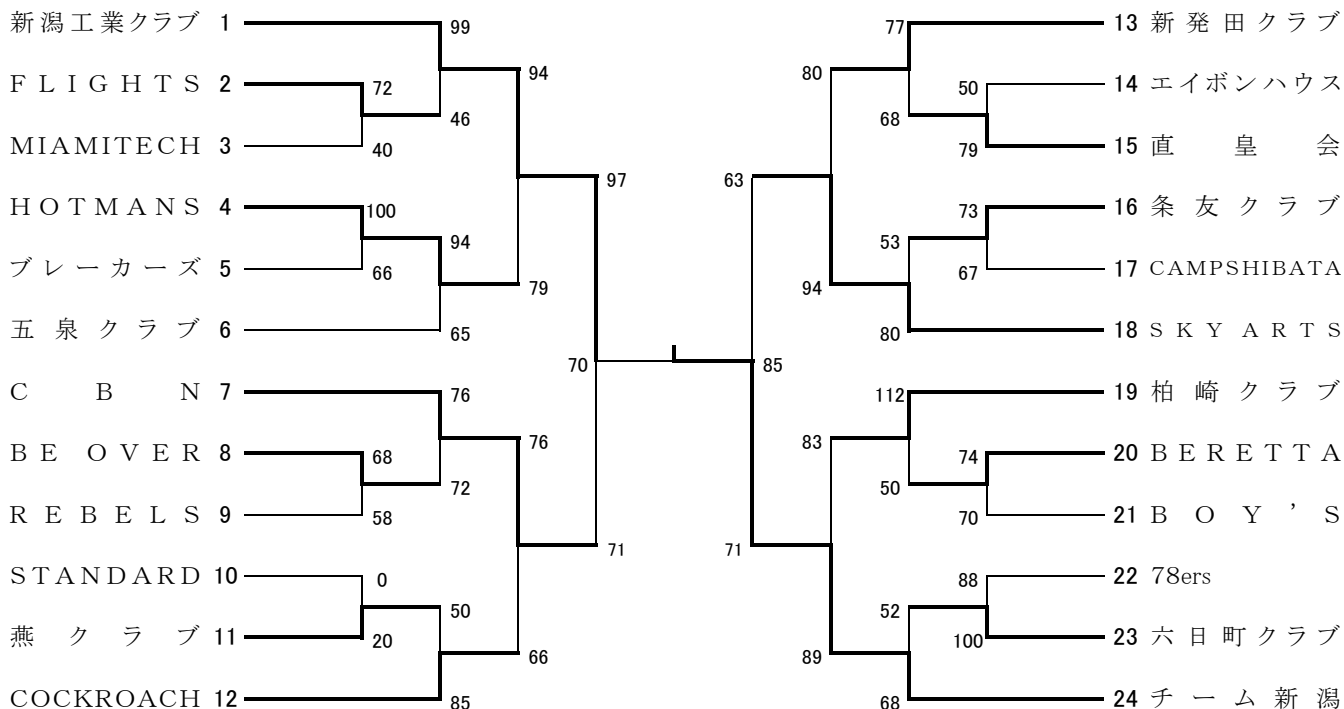 新潟工業クラブ 1 99 77 13 新発田クラブ
94 80
FLIGHTS 2 72 50 14 エイボンハウス
46 68
MIAMITECH 3 40 79 15 直皇会
97 63
HOTMANS 4 100 73 16 条友クラブ
94 53
ブレーカーズ 5 66 67 17 CAMPSHIBATA
79 94
五泉クラブ 6 65 80 18 SKY ARTS
70 85
CBN 7 76 112 19 柏崎クラブ
76 83
BE OVER 8 68 74 20 BERETTA
72 50
REBELS 9 58 70 21 BOY'S
71 71
STANDARD 10 0 88 22 78ers
50 52
燕クラブ 11 20 100 23 六日町クラブ
66 89
COCKROACH 12 85 68 24 チーム新潟